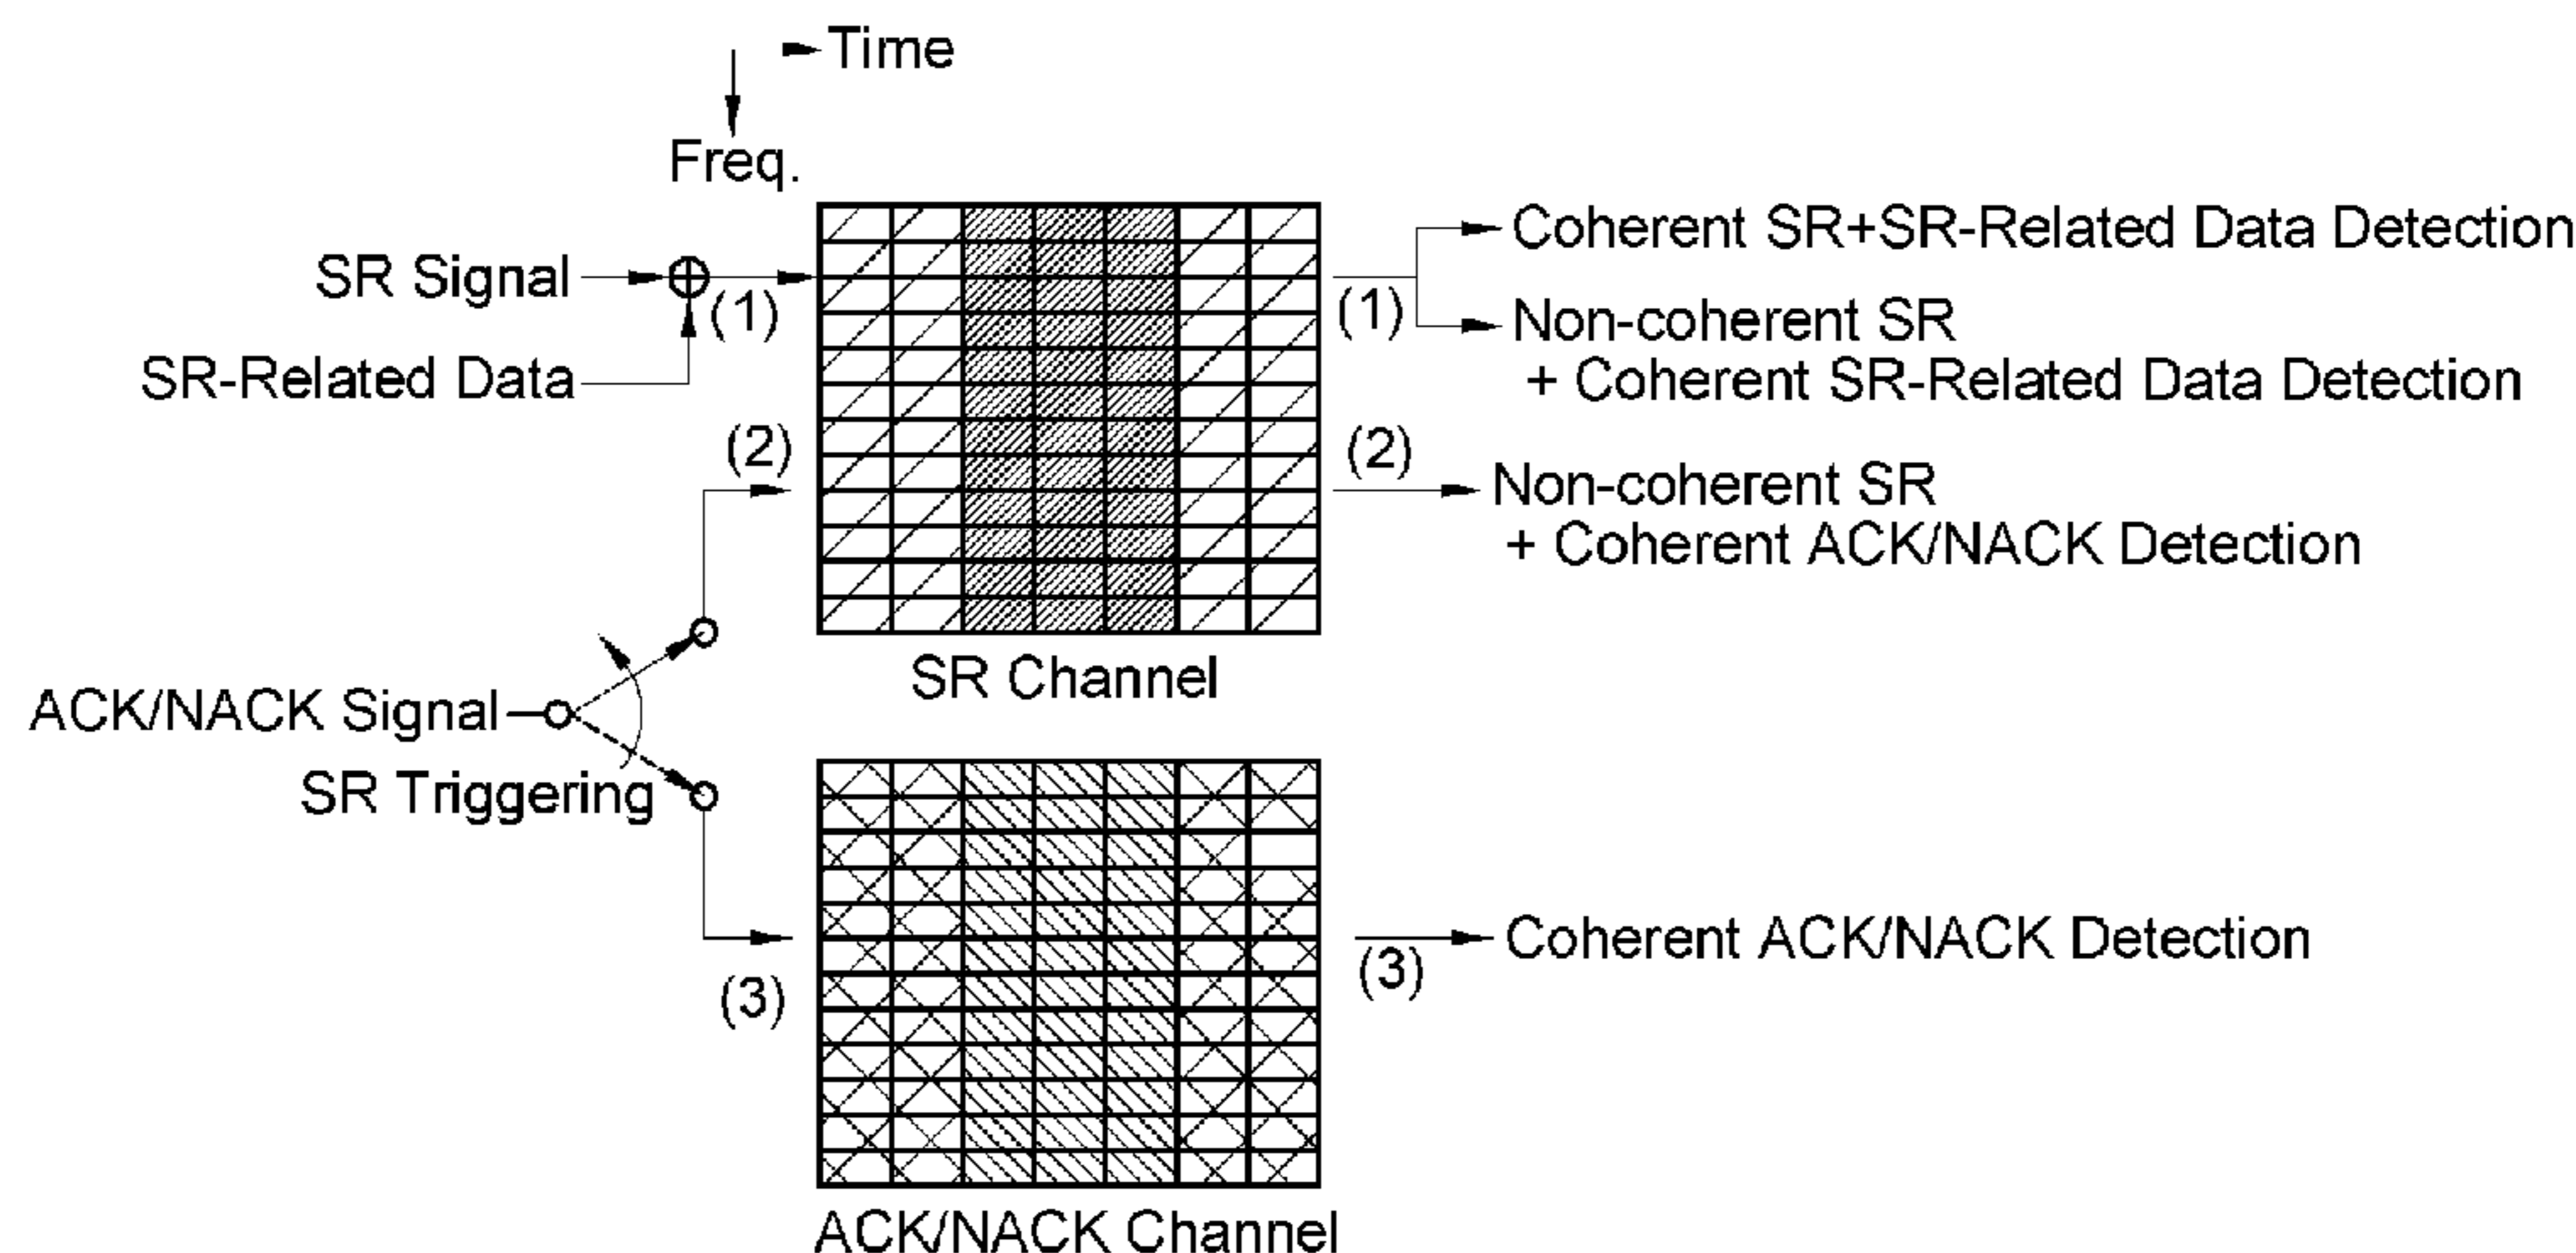 Time
Freq.
SR Signal
(1)
SR-Related Data
(2)
ACK/NACK Signal
SR Triggering
(3)
SR Channel
ACK/NACK Channel
(1)
Coherent SR+SR-Related Data Detection
Non-coherent SR
+ Coherent SR-Related Data Detection
(2)
Non-coherent SR
+ Coherent ACK/NACK Detection
(3)
Coherent ACK/NACK Detection